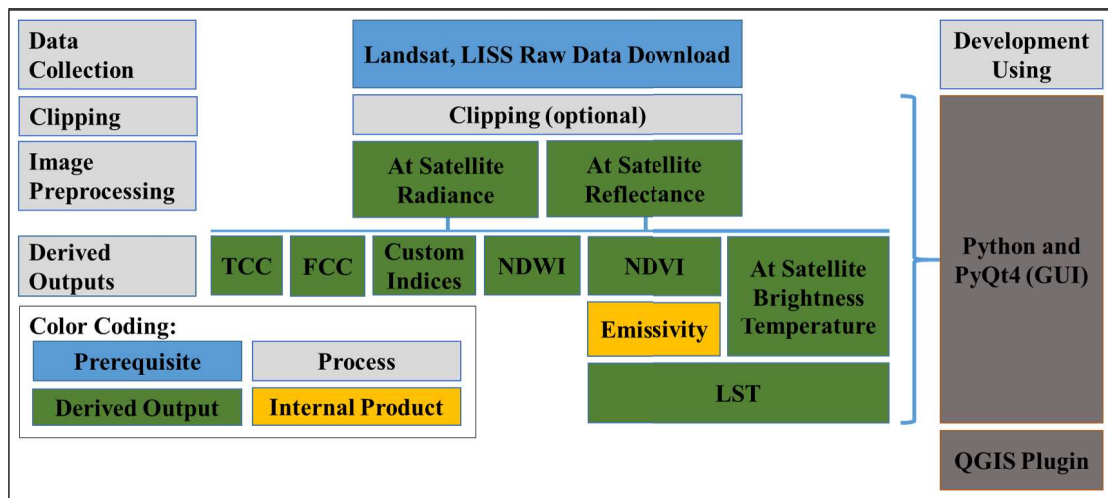 Data
Collection
Landsat, LISS Raw Data Download
Development
Using
Clipping
Clipping (optional)
Image
Preprocessing
At Satellite
Radiance
At Satellite
Reflectance
Derived
Outputs
TCC
FCC
Custom
Indices
NDWI
NDVI
At Satellite
Brightness
Temperature
Python and
PyQt4 (GUI)
Emissivity
LST
Color Coding:
Prerequisite
Process
Derived Output
Internal Product
QGIS Plugin